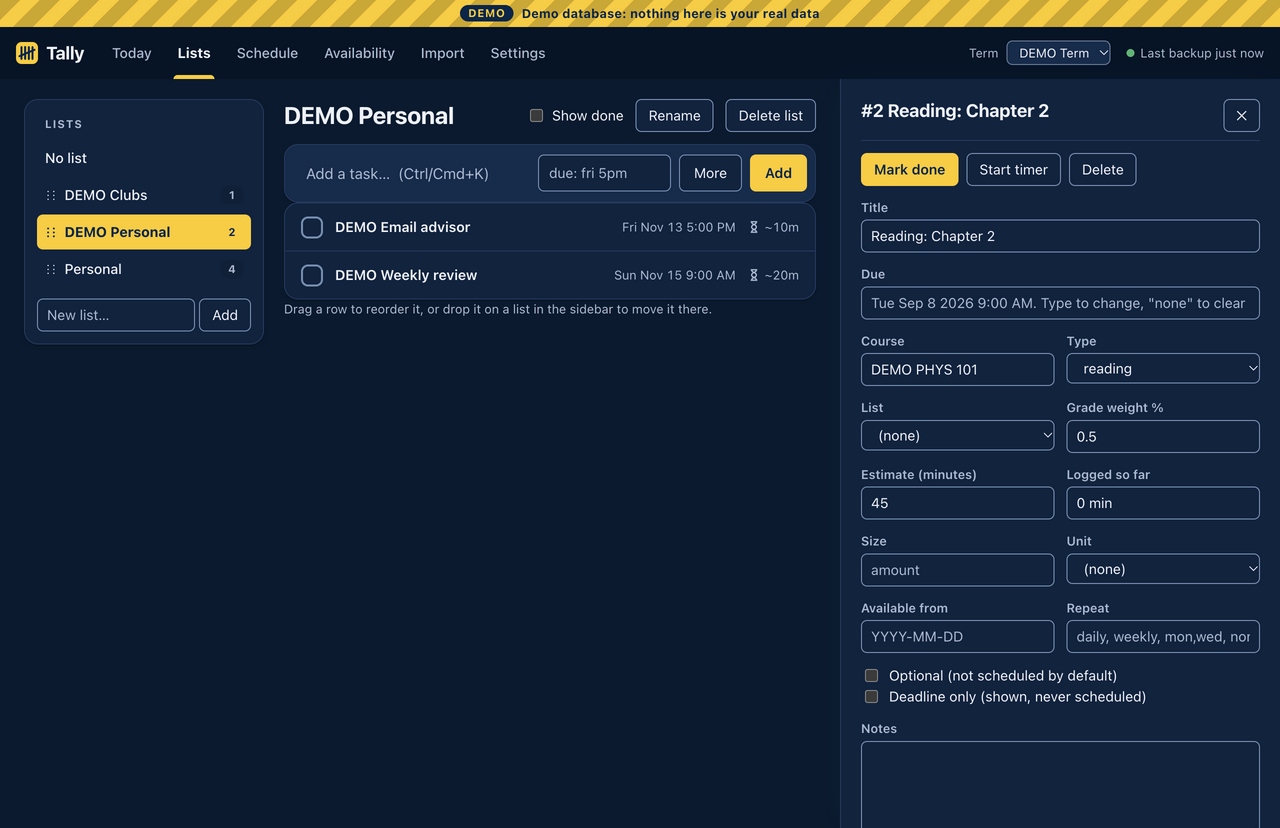 DEMO Demo database: nothing here is your real data
Tally Today Lists Schedule Availability Import Settings Term DEMO Term Last backup just now
LISTS
No list
DEMO Clubs 1
DEMO Personal 2
Personal 4
New list... Add
DEMO Personal Show done Rename Delete list
Add a task... (Ctrl/Cmd+K) due: fri 5pm More Add
DEMO Email advisor Fri Nov 13 5:00 PM ~10m
DEMO Weekly review Sun Nov 15 9:00 AM ~20m
Drag a row to reorder it, or drop it on a list in the sidebar to move it there.
#2 Reading: Chapter 2
Mark done Start timer Delete
Title
Reading: Chapter 2
Due
Tue Sep 8 2026 9:00 AM. Type to change, "none" to clear
Course Type
DEMO PHYS 101 reading
List Grade weight %
(none) 0.5
Estimate (minutes) Logged so far
45 0 min
Size Unit
amount (none)
Available from Repeat
YYYY-MM-DD daily, weekly, mon,wed, nor
Optional (not scheduled by default)
Deadline only (shown, never scheduled)
Notes